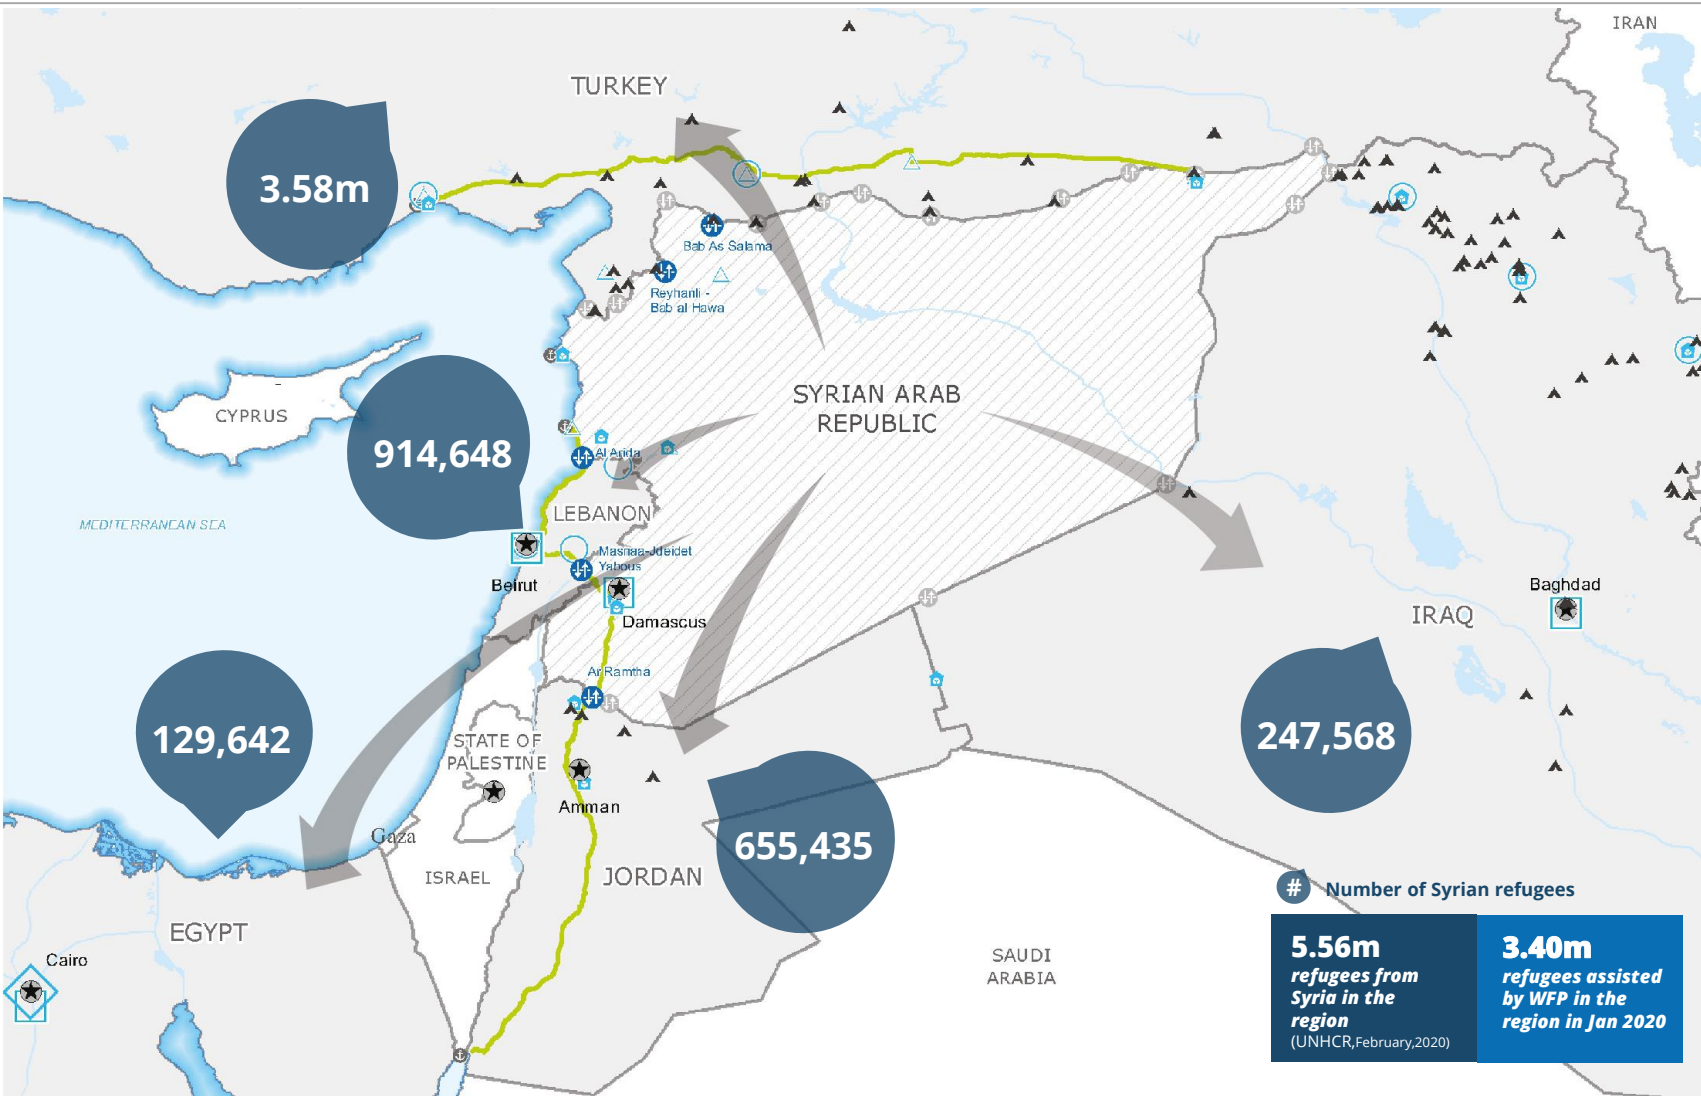 IRAN
TURKEY
3.58m
Bab As Salama
Reyhanli -
Bab al Hawa
SYRIAN ARAB
REPUBLIC
CYPRUS
914,648
Al Arida
MEDITERRANEAN SEA
LEBANON
Masnaa-Jdeidet
Yabous
Beirut
Baghdad
IRAQ
Damascus
Ar Ramtha
129,642
STATE OF
PALESTINE
247,568
Amman
Gaza
655,435
ISRAEL
JORDAN
# Number of Syrian refugees
EGYPT
Cairo
SAUDI
ARABIA
5.56m
refugees from
Syria in the
region
(UNHCR,February,2020)
3.40m
refugees assisted
by WFP in the
region in Jan 2020